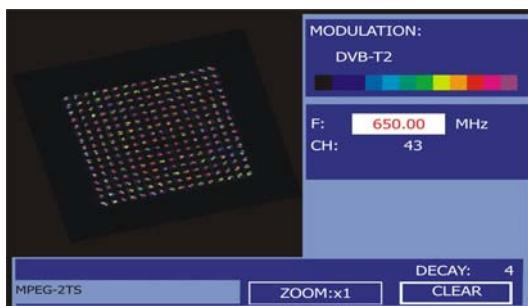 MODULATION:
DVB-T2
F: 650.00 MHz
CH: 43
DECAY: 4
MPEG-2TS ZOOM:x1 CLEAR